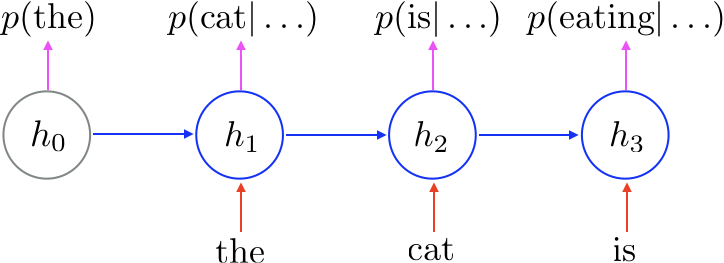 p(the) p(cat| . . .) p(is| . . .) p(eating| . . .)
h0 h1 h2 h3
the cat is